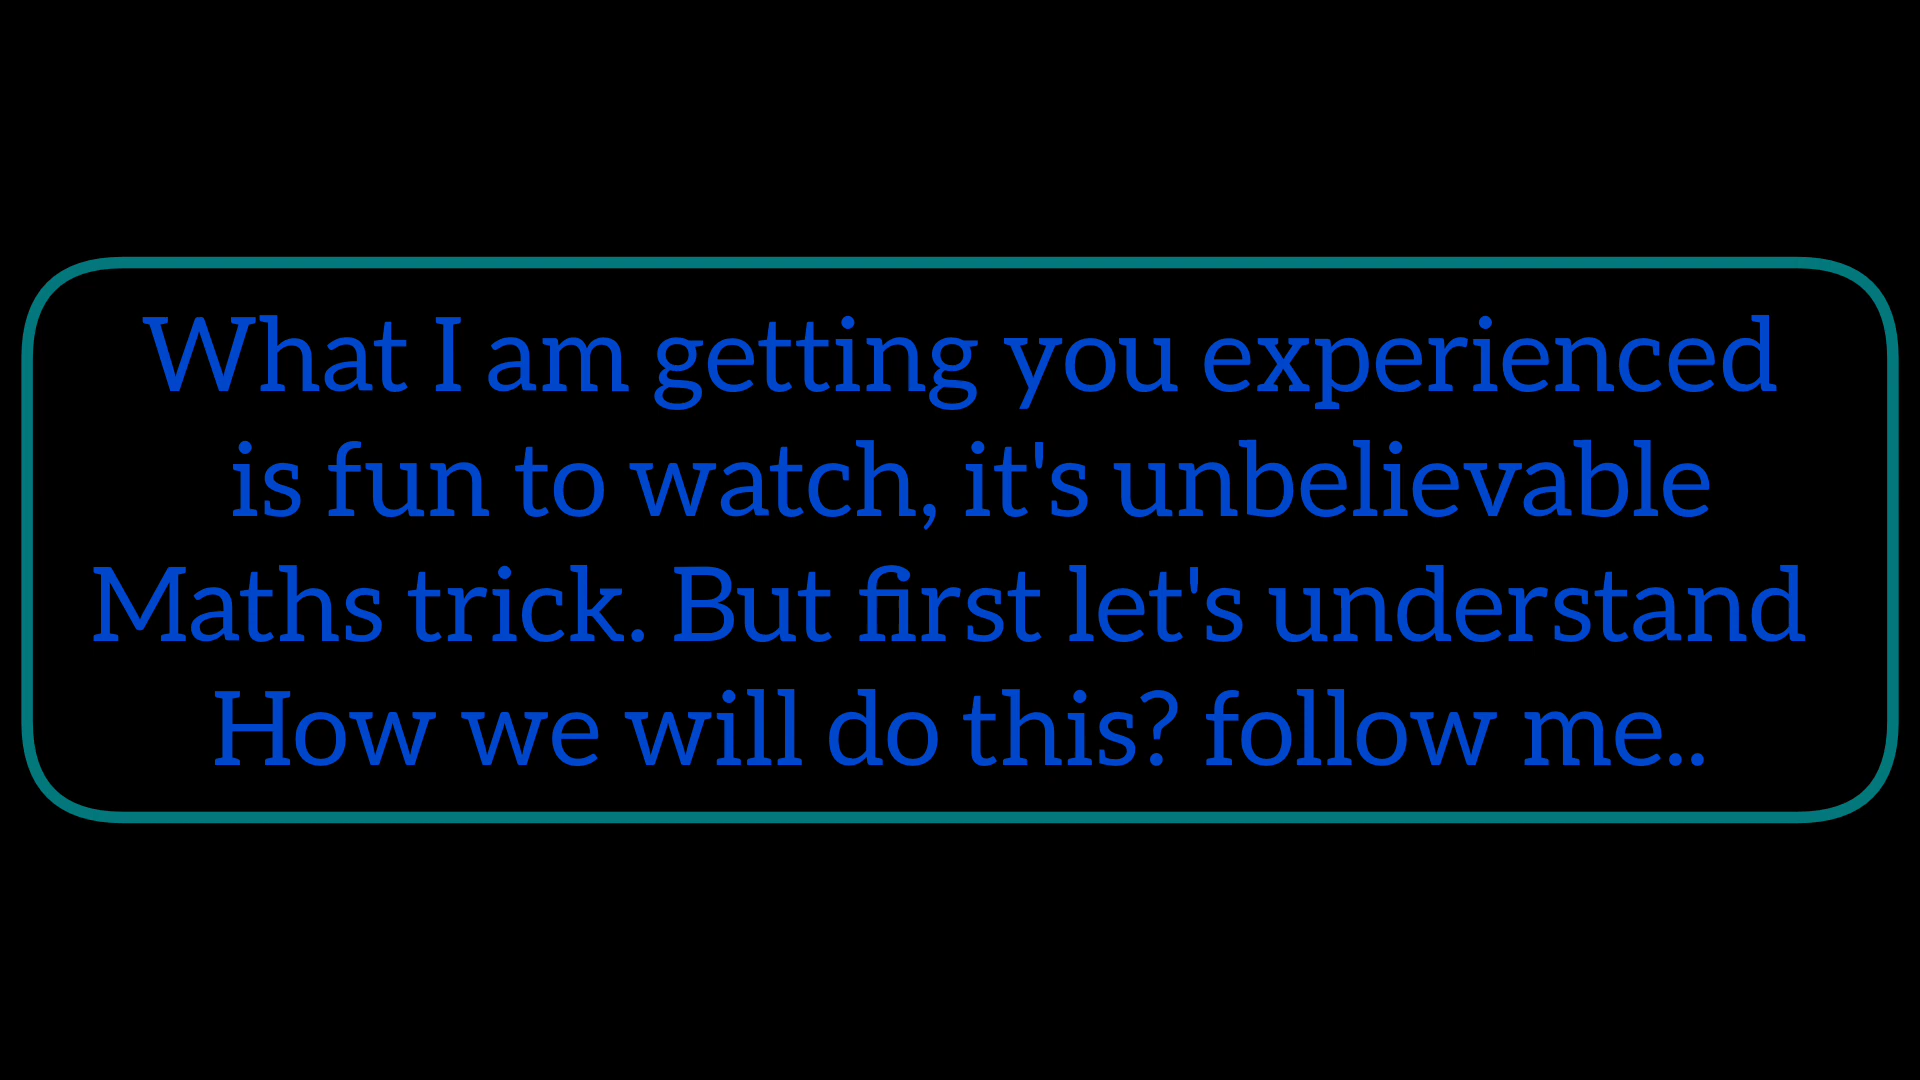 What I am getting you experienced
is fun to watch, it's unbelievable
Maths trick. But first let's understand
How we will do this? follow me..